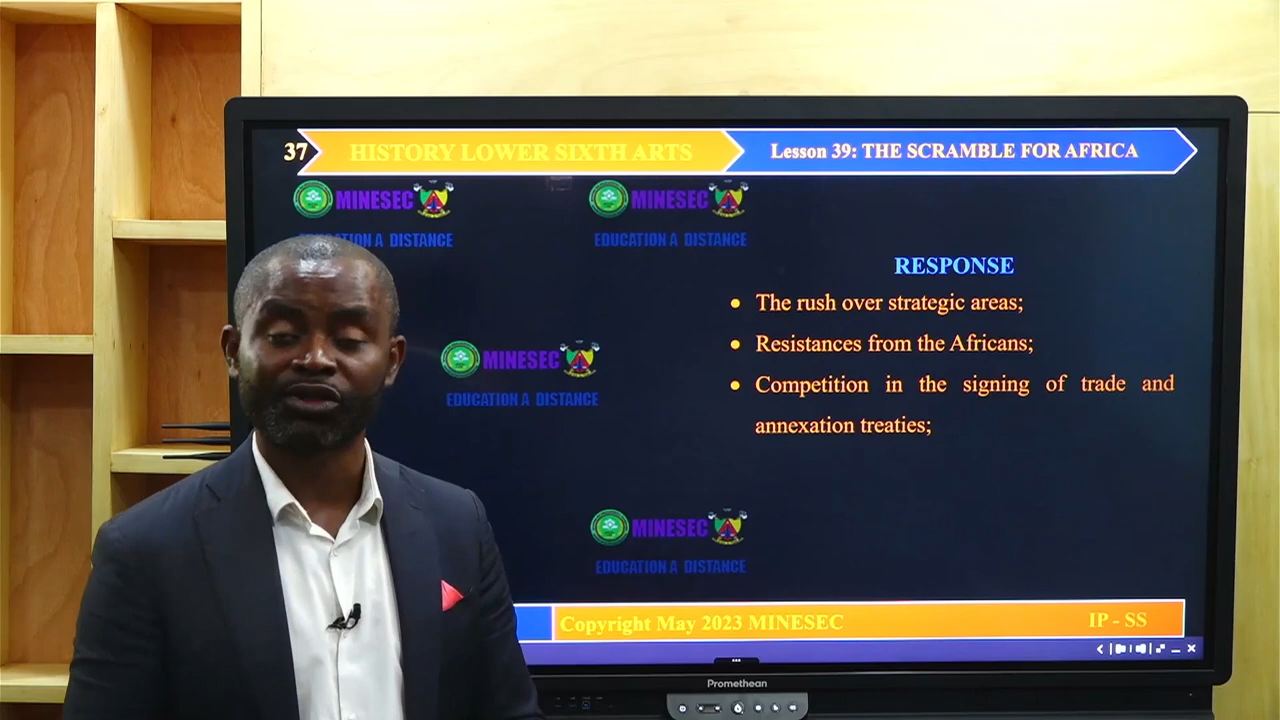 37
HISTORY LOWER SIXTH ARTS
Lesson 39: THE SCRAMBLE FOR AFRICA
MINESEC
MINESEC
EDUCATION A DISTANCE
EDUCATION A DISTANCE
RESPONSE
• The rush over strategic areas;
• Resistances from the Africans;
MINESEC
• Competition in the signing of trade and
EDUCATION A DISTANCE
annexation treaties;
MINESEC
EDUCATION A DISTANCE
Copyright May 2023 MINESEC
IP - SS
Promethean